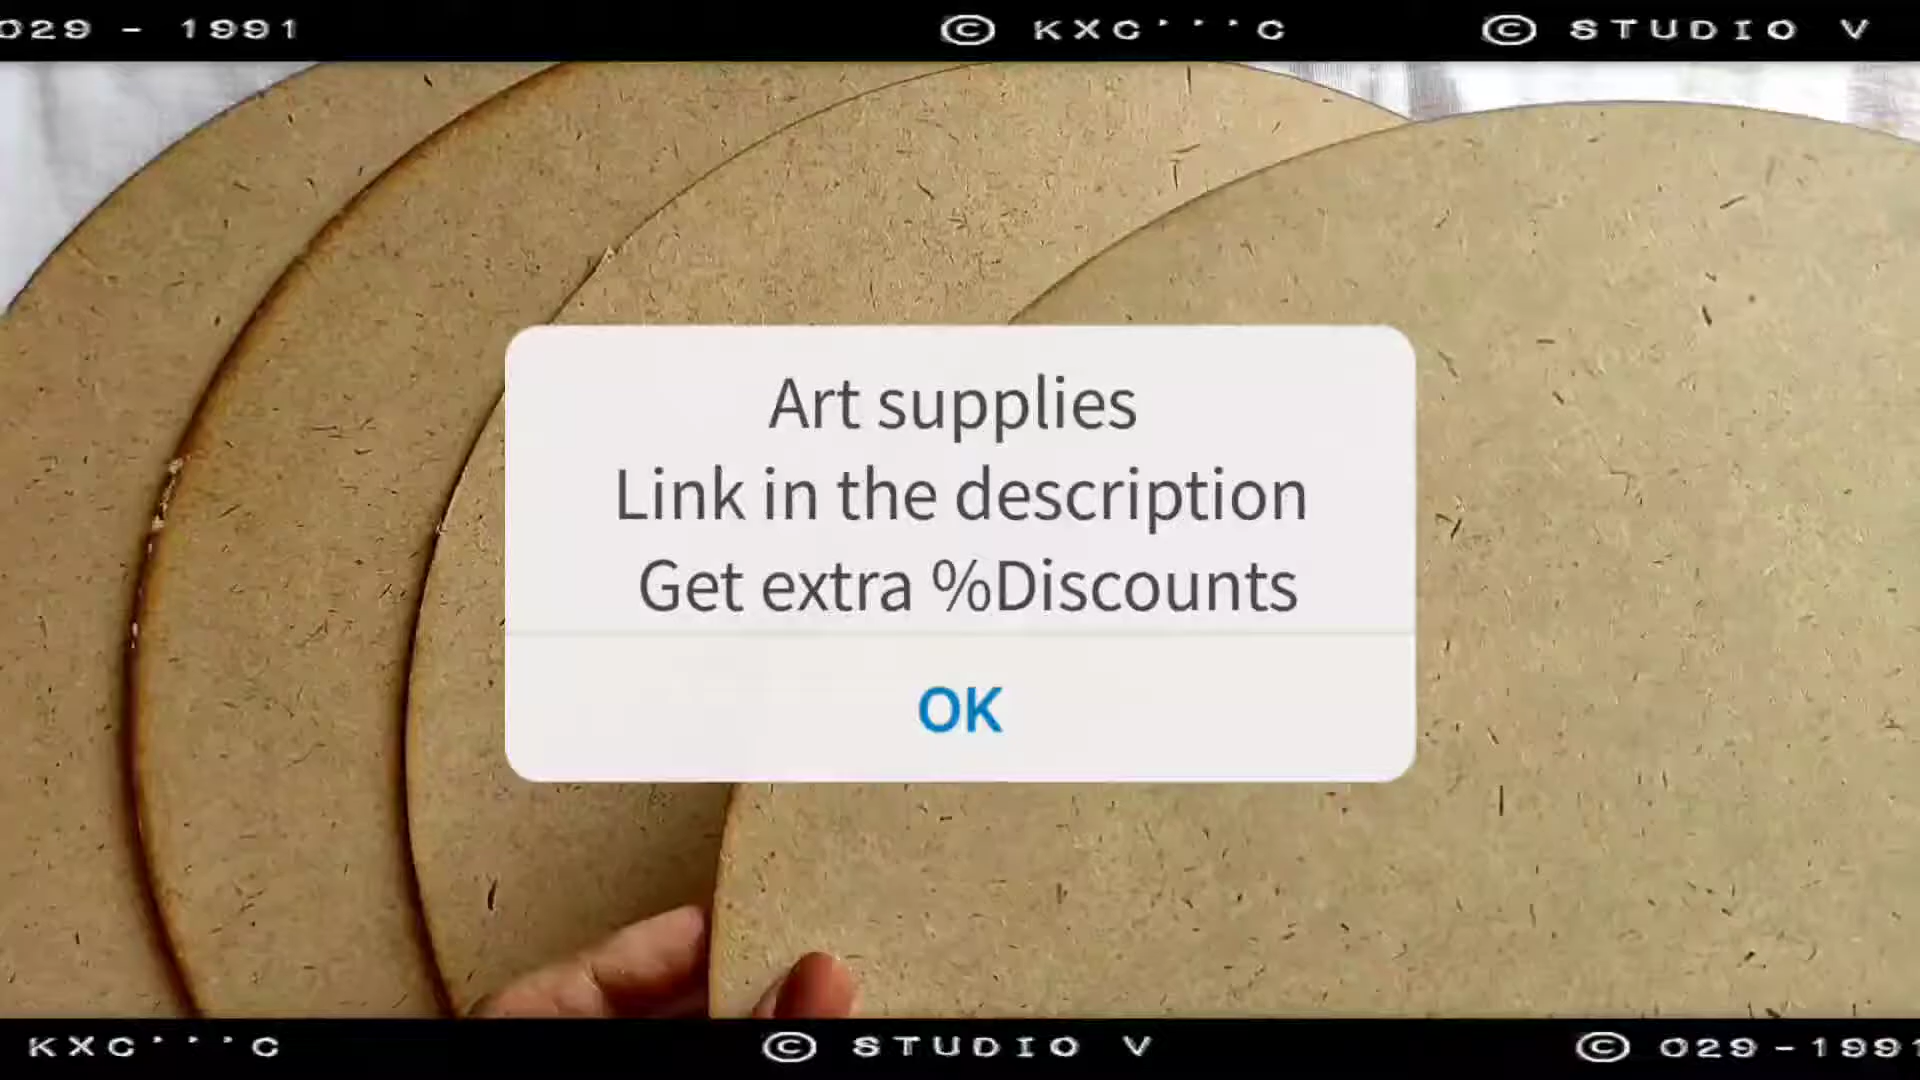 029 - 1991 © KXC'''C © STUDIO V
Art supplies
Link in the description
Get extra %Discounts
OK
KXC'''C © STUDIO V © 029-1991